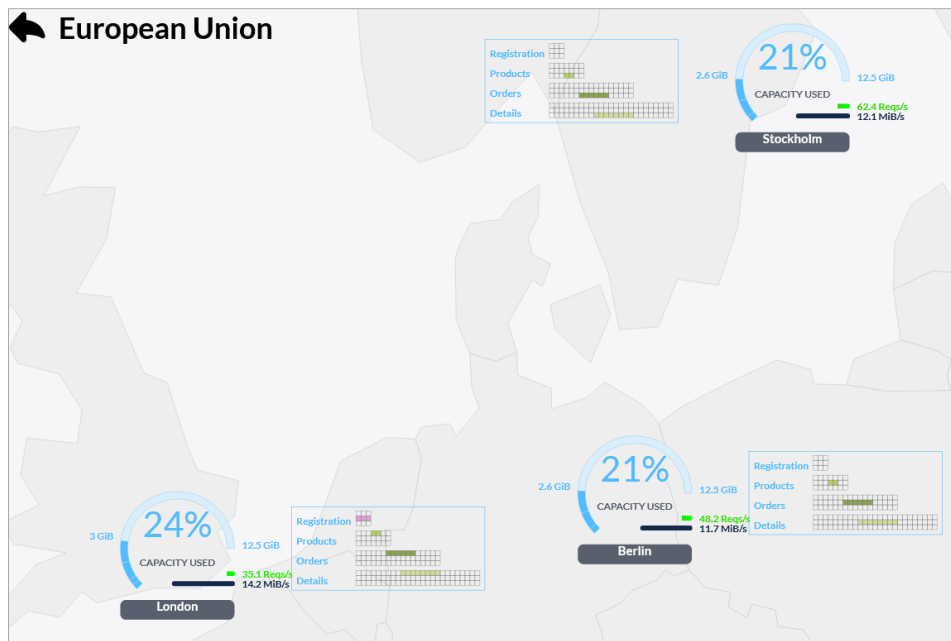 European Union
Registration
Products
Orders
Details
21%
2.6 GiB
12.5 GiB
CAPACITY USED
62.4 Reqs/s
12.1 MiB/s
Stockholm
21%
2.6 GiB
12.5 GiB
CAPACITY USED
48.2 Reqs/s
11.7 MiB/s
Berlin
Registration
Products
Orders
Details
24%
3 GiB
12.5 GiB
CAPACITY USED
35.1 Reqs/s
14.2 MiB/s
London
Registration
Products
Orders
Details